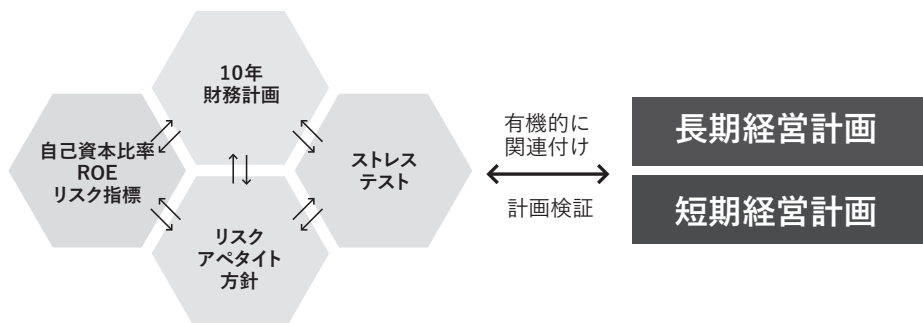 10年
財務計画
自己資本比率
ROE
リスク指標
ストレス
テスト
リスク
アペタイト
方針
有機的に
関連付け
計画検証
長期経営計画
短期経営計画